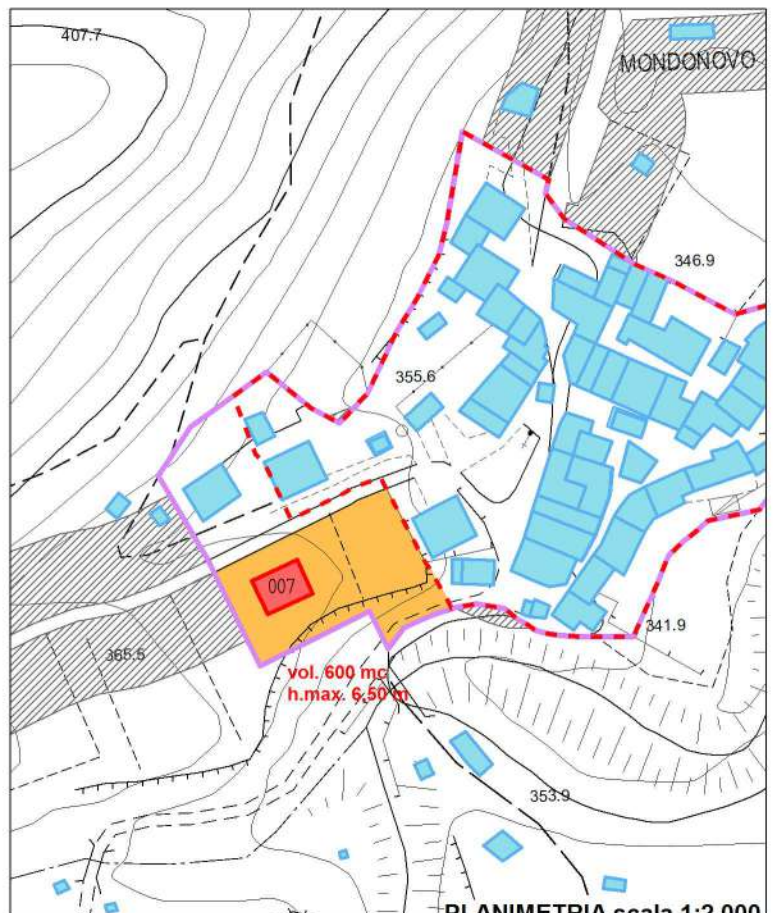 407.7
MONDONOVO
346.9
355.6
007
341.9
365.5
vol. 600 mc
h.max. 6.50 m
353.9
PLANIMETRIA scala 1:2.000